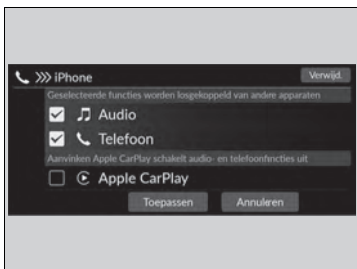 iPhone
Verwijd.
Geselecteerde functies worden losgekoppeld van andere apparaten
Audio
Telefoon
Aanvinken Apple CarPlay schakelt audio- en telefoonfuncties uit
Apple CarPlay
Toepassen Annuleren